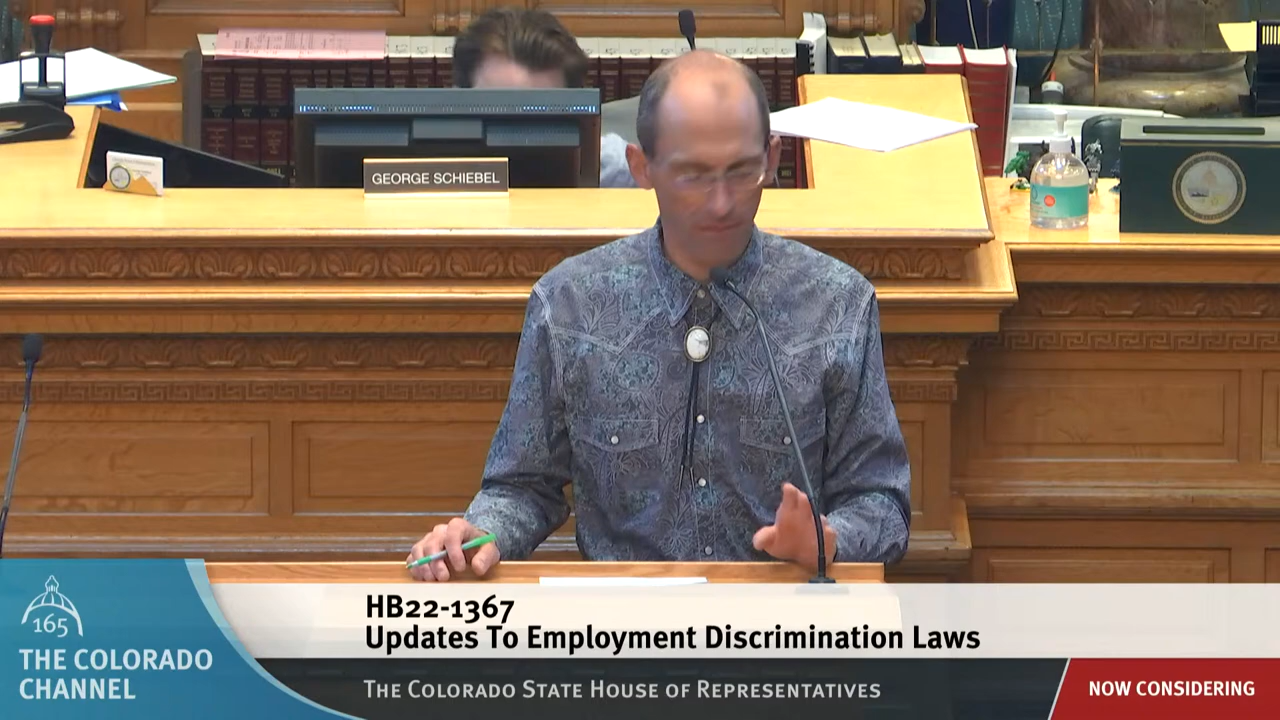 GEORGE SCHIEBEL
HB22-1367
Updates To Employment Discrimination Laws
165
THE COLORADO
CHANNEL
THE COLORADO STATE HOUSE OF REPRESENTATIVES
NOW CONSIDERING